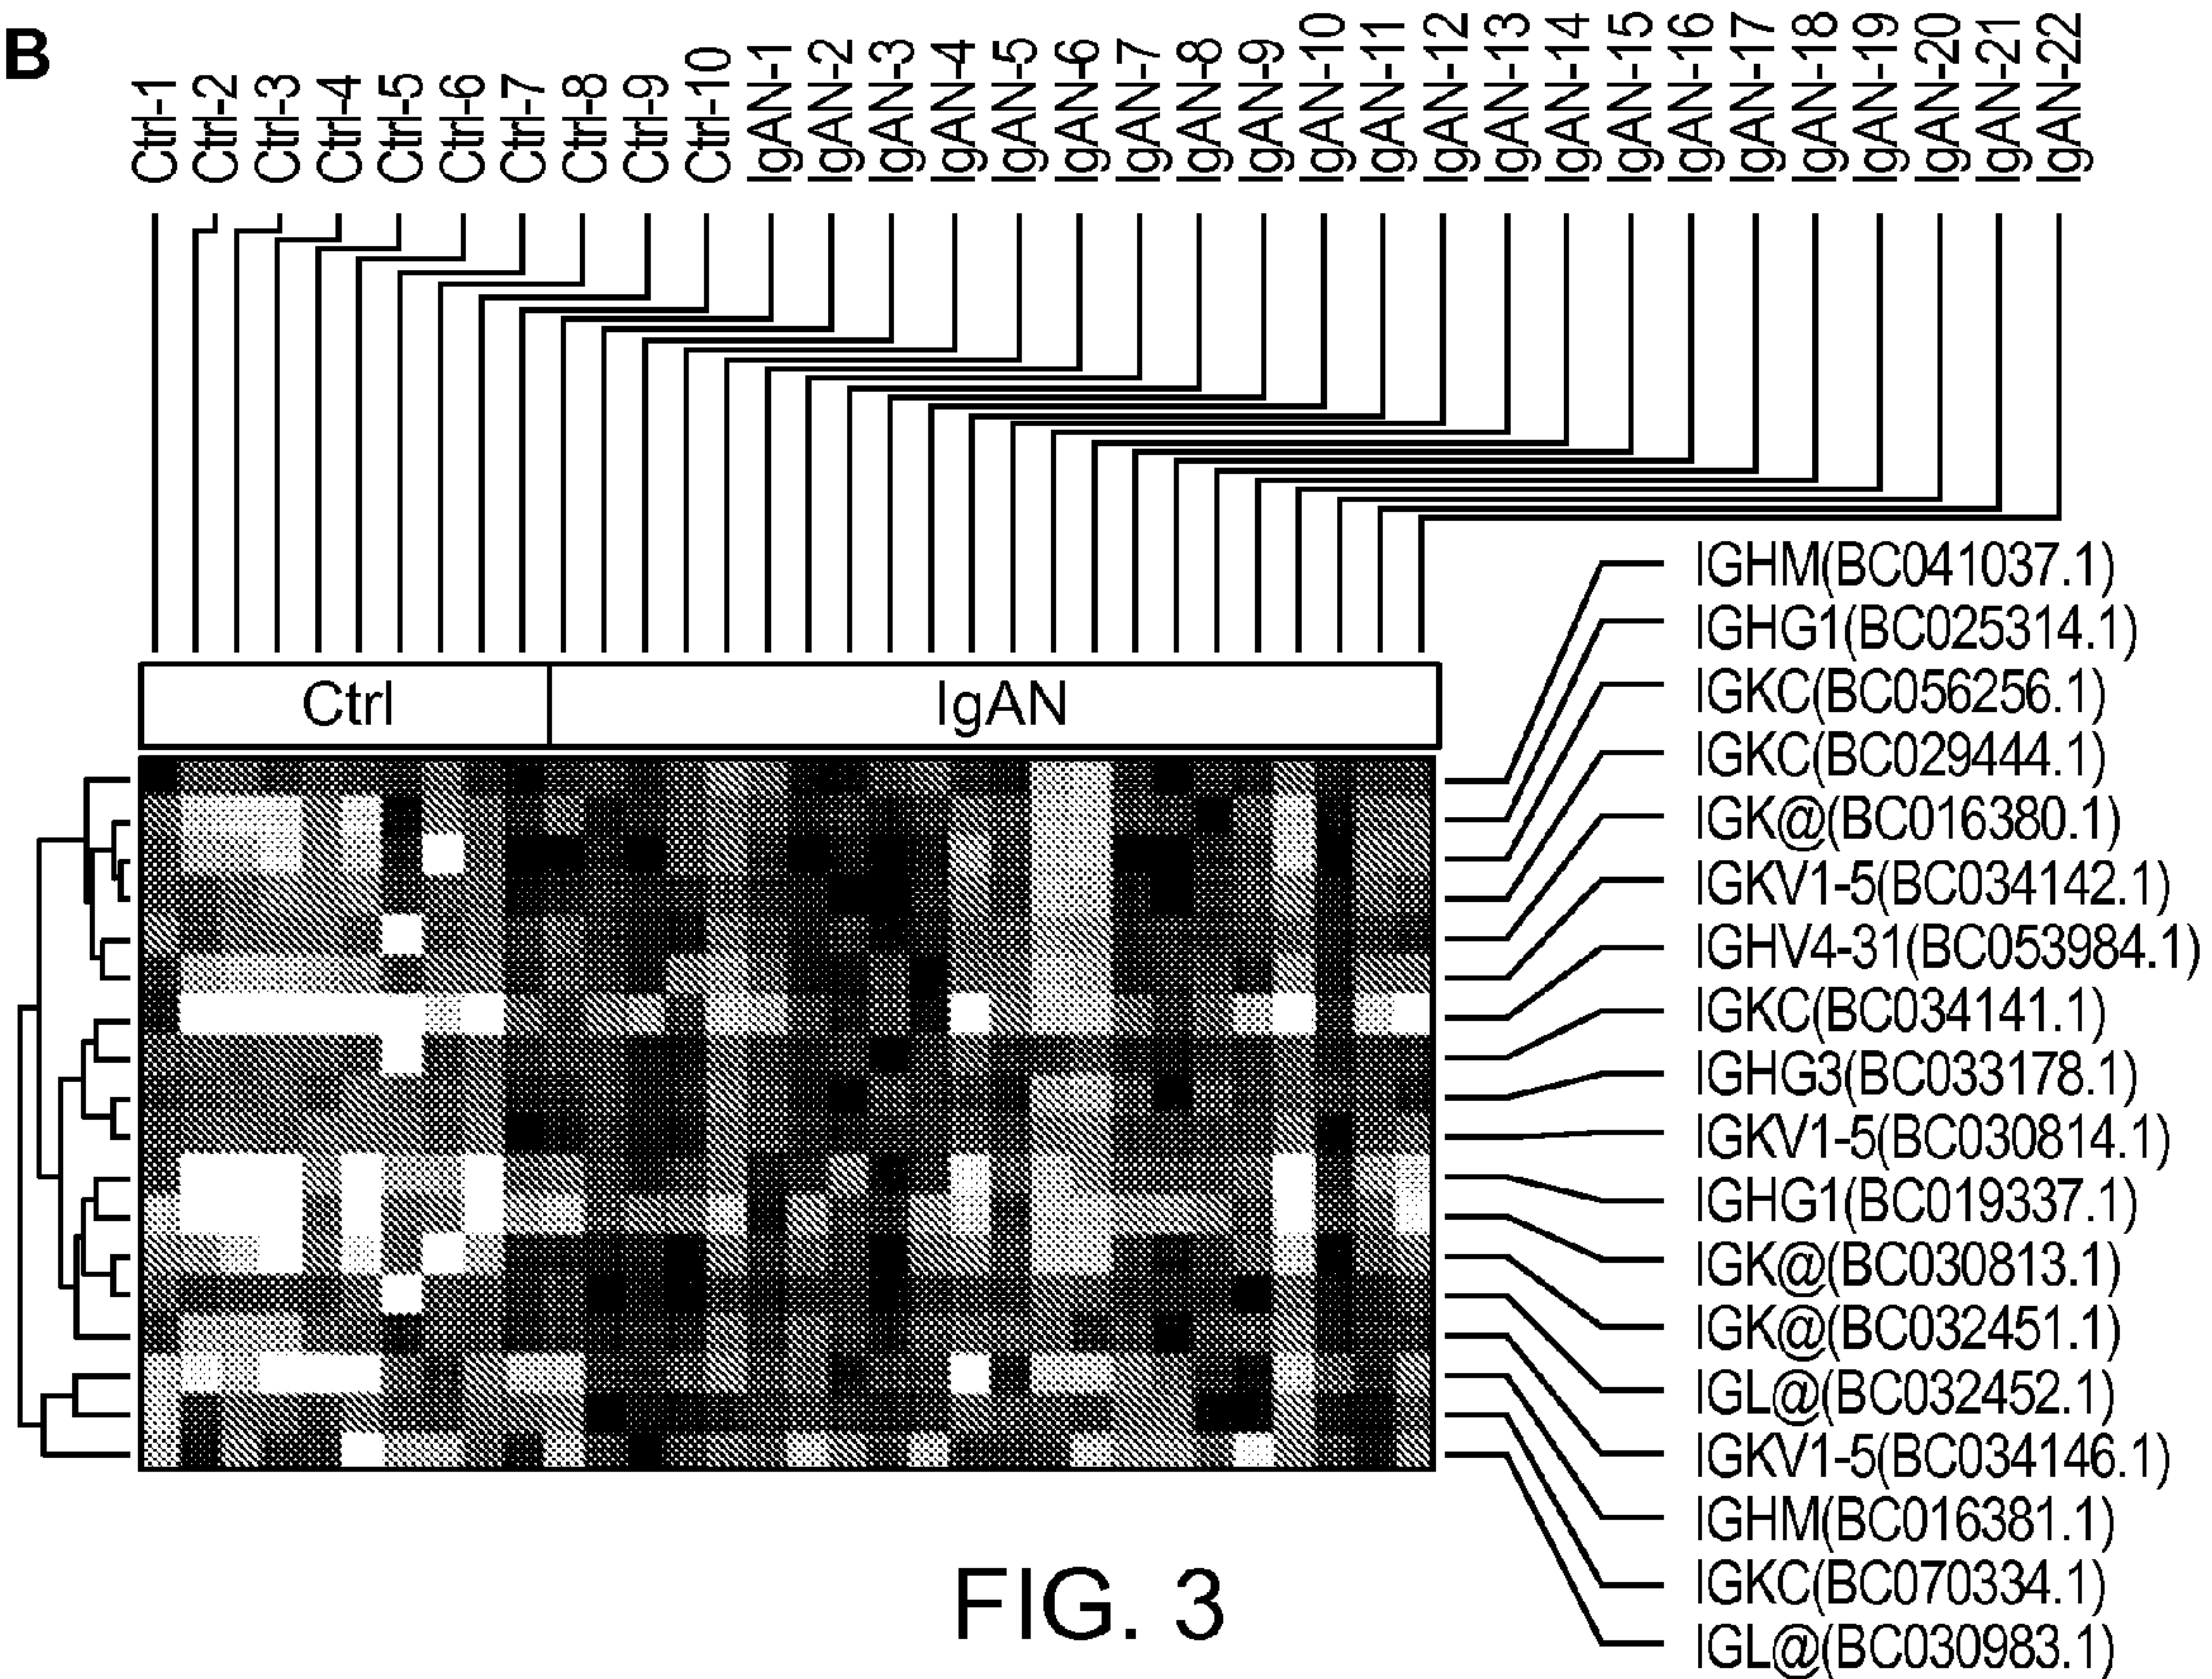 B
Ctrl-1
Ctrl-2
Ctrl-3
Ctrl-4
Ctrl-5
Ctrl-6
Ctrl-7
Ctrl-8
Ctrl-9
Ctrl-10
IgAN-1
IgAN-2
IgAN-3
IgAN-4
IgAN-5
IgAN-6
IgAN-7
IgAN-8
IgAN-9
IgAN-10
IgAN-11
IgAN-12
IgAN-13
IgAN-14
IgAN-15
IgAN-16
IgAN-17
IgAN-18
IgAN-19
IgAN-20
IgAN-21
IgAN-22
Ctrl
IgAN
IGHM(BC041037.1)
IGHG1(BC025314.1)
IGKC(BC056256.1)
IGKC(BC029444.1)
IGK@(BC016380.1)
IGKV1-5(BC034142.1)
IGHV4-31(BC053984.1)
IGKC(BC034141.1)
IGHG3(BC033178.1)
IGKV1-5(BC030814.1)
IGHG1(BC019337.1)
IGK@(BC030813.1)
IGK@(BC032451.1)
IGL@(BC032452.1)
IGKV1-5(BC034146.1)
IGHM(BC016381.1)
IGKC(BC070334.1)
IGL@(BC030983.1)
FIG. 3